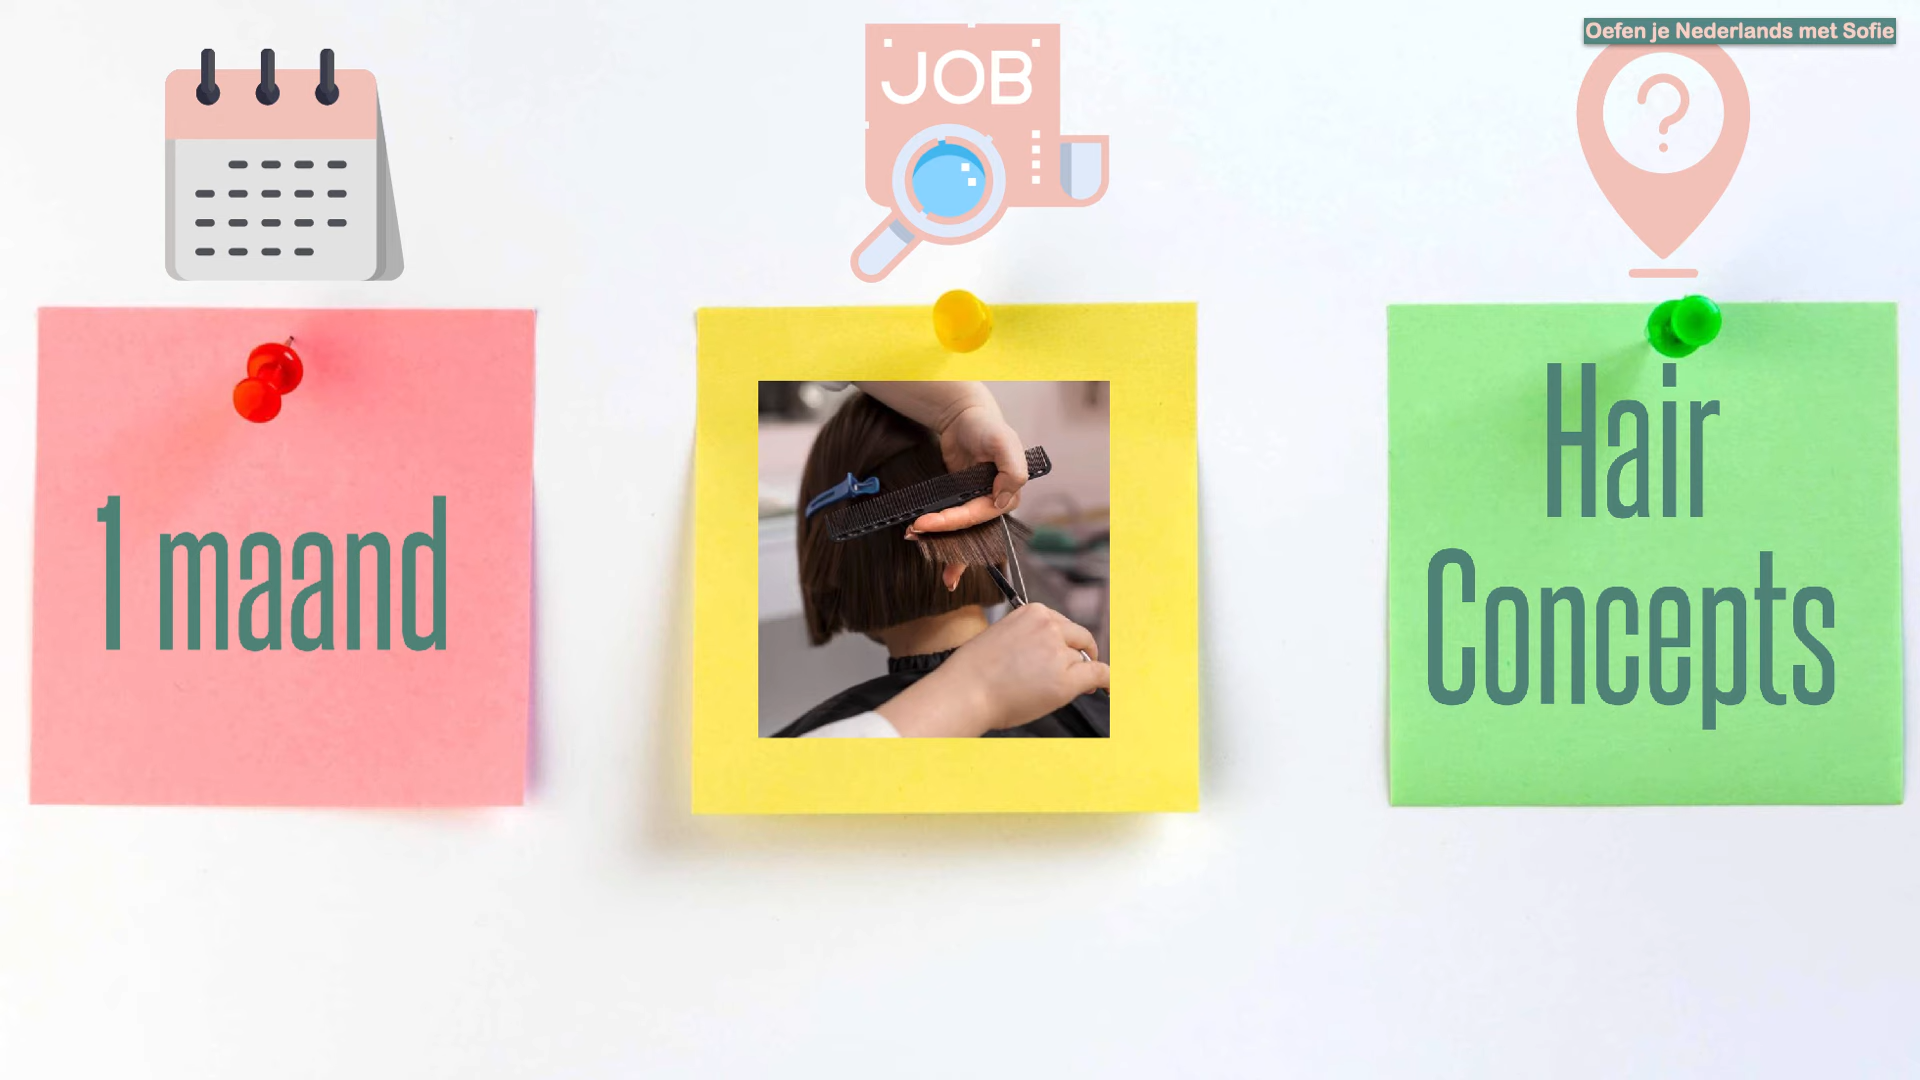 Oefen je Nederlands met Sofie
JOB
?
1 maand
Hair
Concepts